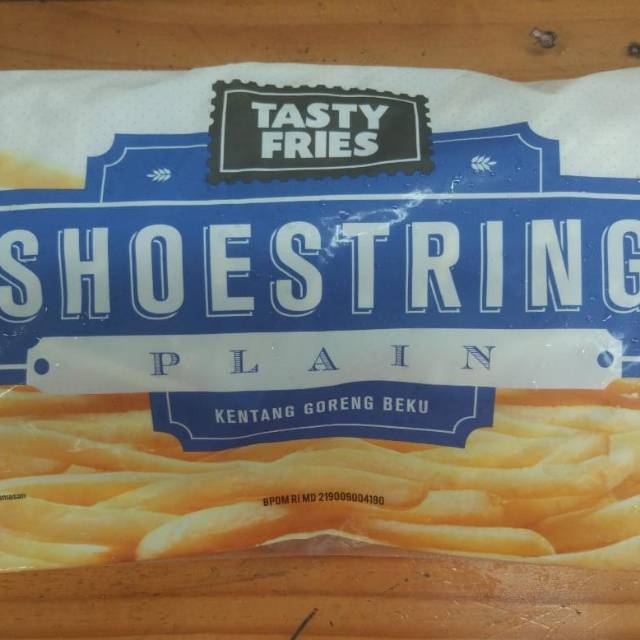 TASTY
FRIES
SHOESTRING
PLAIN
KENTANG GORENG BEKU
BPOM RI MD 219009004190